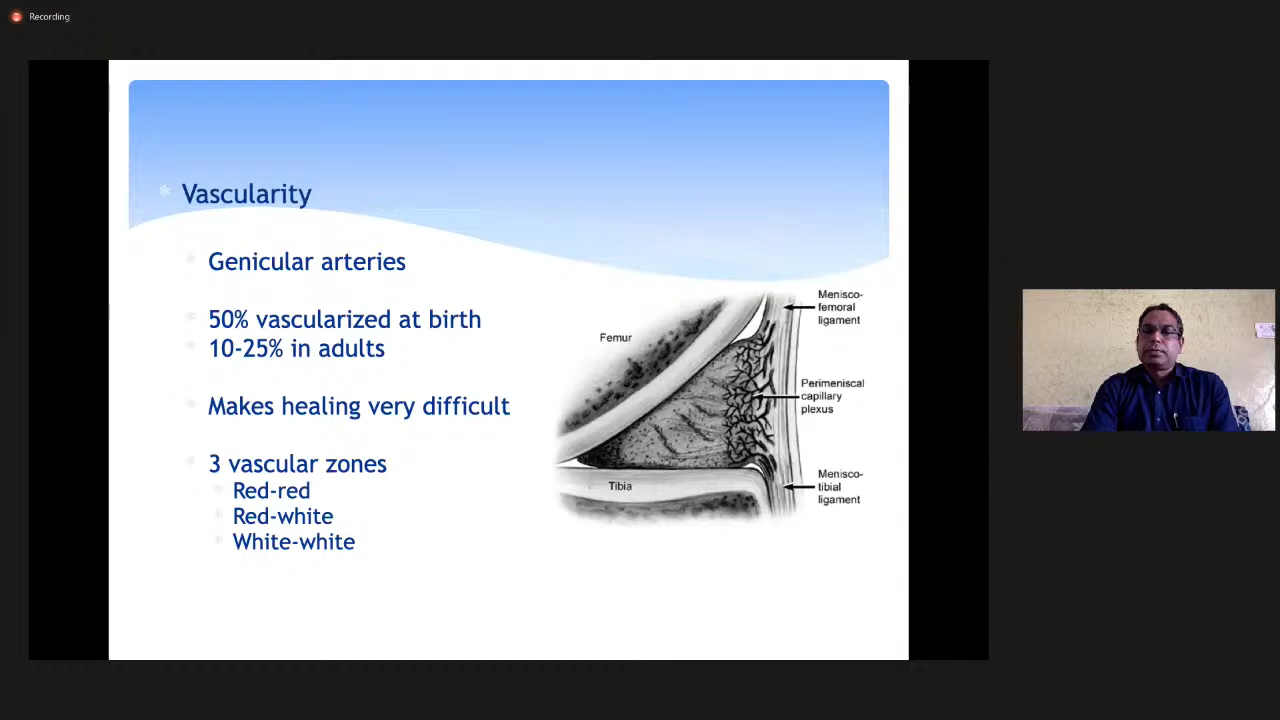 Recording
Vascularity
Genicular arteries
50% vascularized at birth
10-25% in adults
Makes healing very difficult
3 vascular zones
Red-red
Red-white
White-white
Femur
Tibia
Menisco-
femoral
ligament
Perimeniscal
capillary
plexus
Menisco-
tibial
ligament